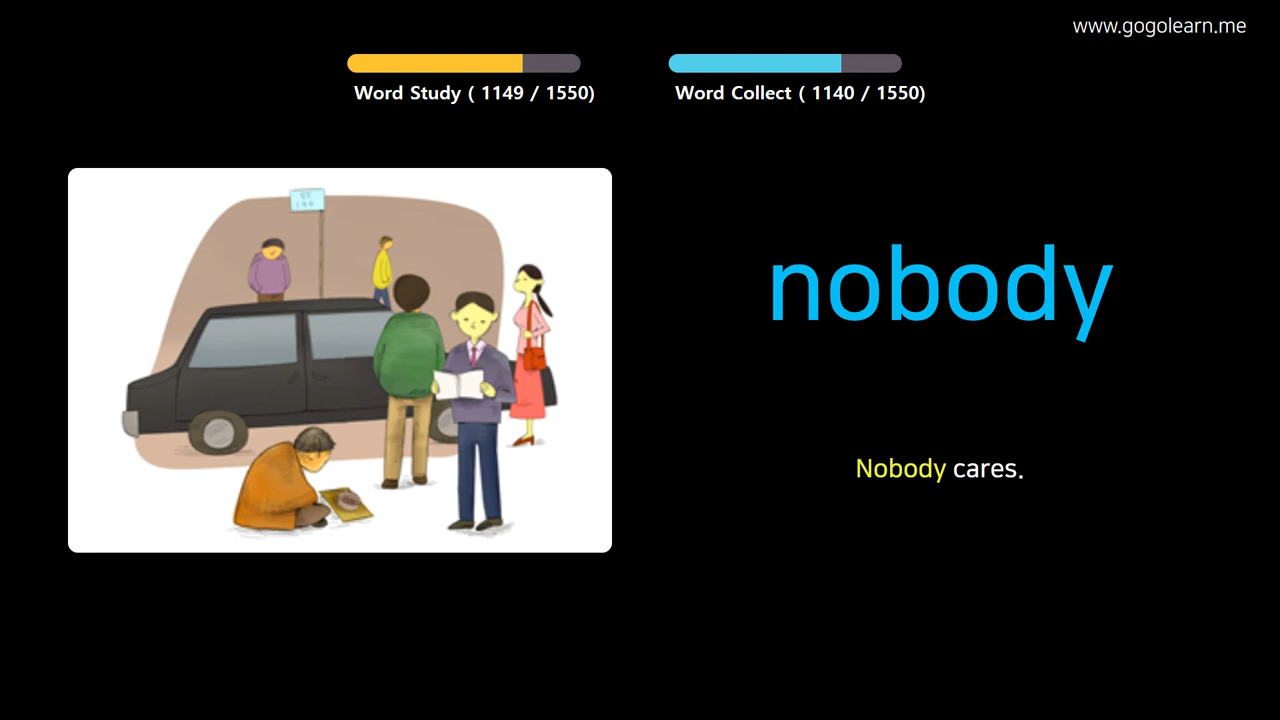 www.gogolearn.me
Word Study ( 1149 / 1550)
Word Collect ( 1140 / 1550)
nobody
Nobody cares.